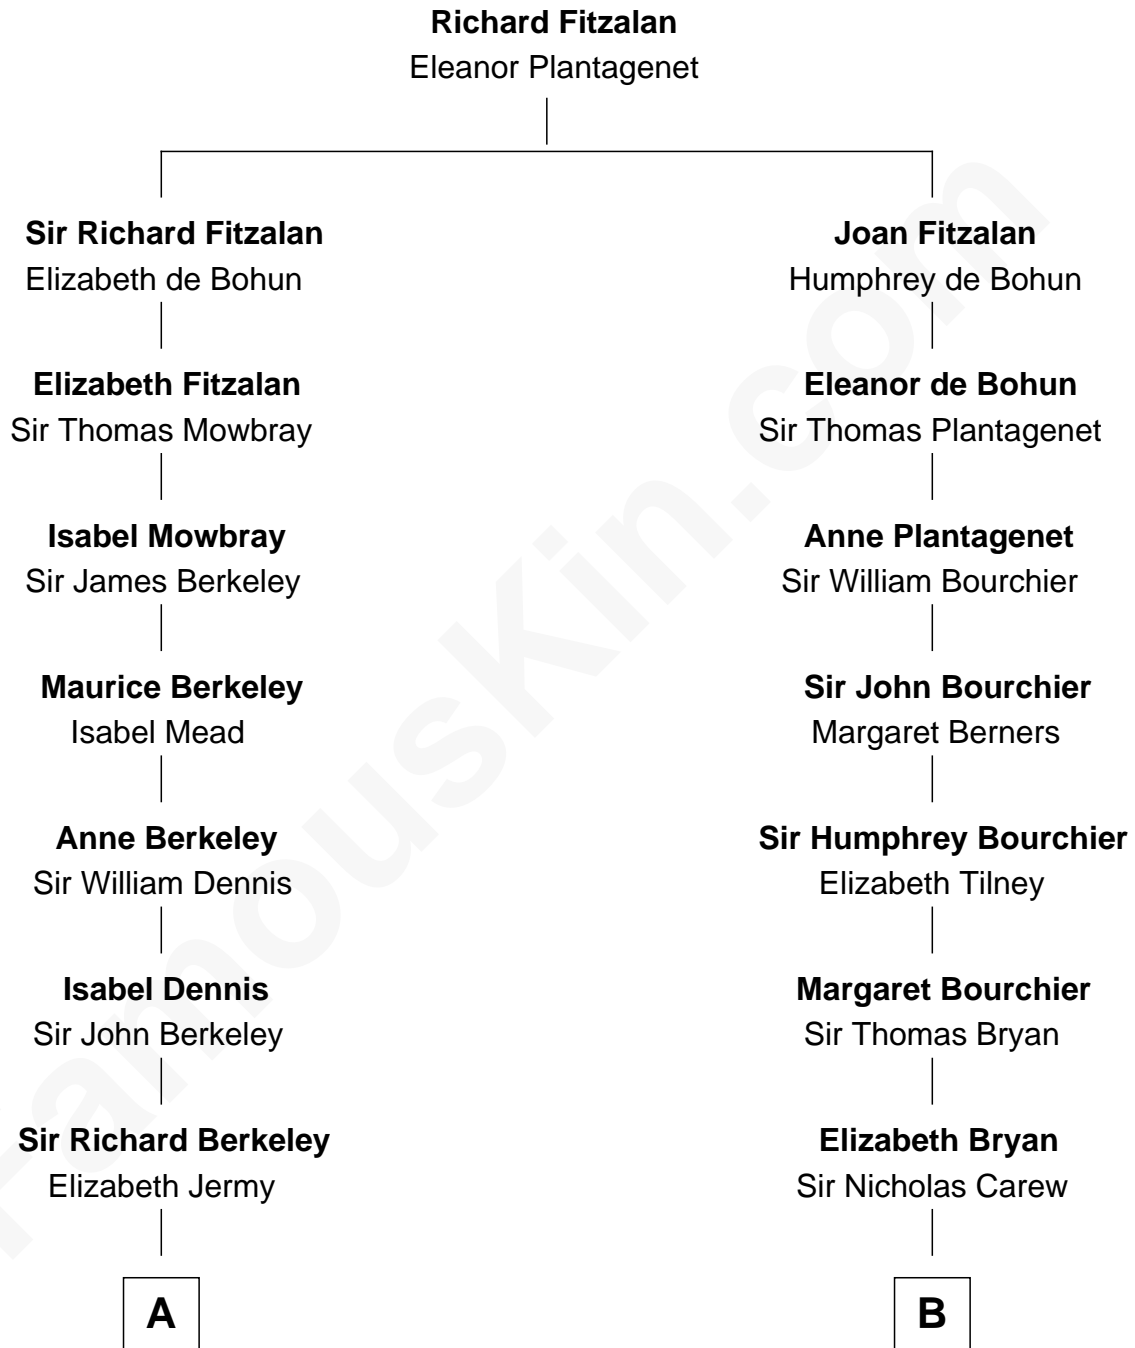 Richard Fitzalan
Eleanor Plantagenet
Sir Richard Fitzalan
Elizabeth de Bohun
Joan Fitzalan
Humphrey de Bohun
Elizabeth Fitzalan
Sir Thomas Mowbray
Eleanor de Bohun
Sir Thomas Plantagenet
Isabel Mowbray
Sir James Berkeley
Anne Plantagenet
Sir William Bourchier
Maurice Berkeley
Isabel Mead
Sir John Bourchier
Margaret Berners
Anne Berkeley
Sir William Dennis
Sir Humphrey Bourchier
Elizabeth Tilney
Isabel Dennis
Sir John Berkeley
Margaret Bourchier
Sir Thomas Bryan
Sir Richard Berkeley
Elizabeth Jermy
Elizabeth Bryan
Sir Nicholas Carew
A
B
FamousKin.com